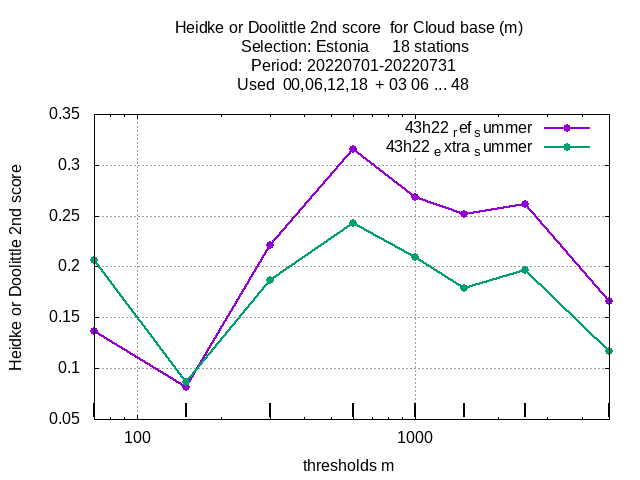 Heidke or Doolittle 2nd score  for Cloud base (m)
Selection: Estonia     18 stations
Period: 20220701-20220731
Used  00,06,12,18  + 03 06 ... 48
43h22 ref summer
43h22 extra summer
Heidke or Doolittle 2nd score
0.35
0.3
0.25
0.2
0.15
0.1
0.05
100
1000
thresholds m